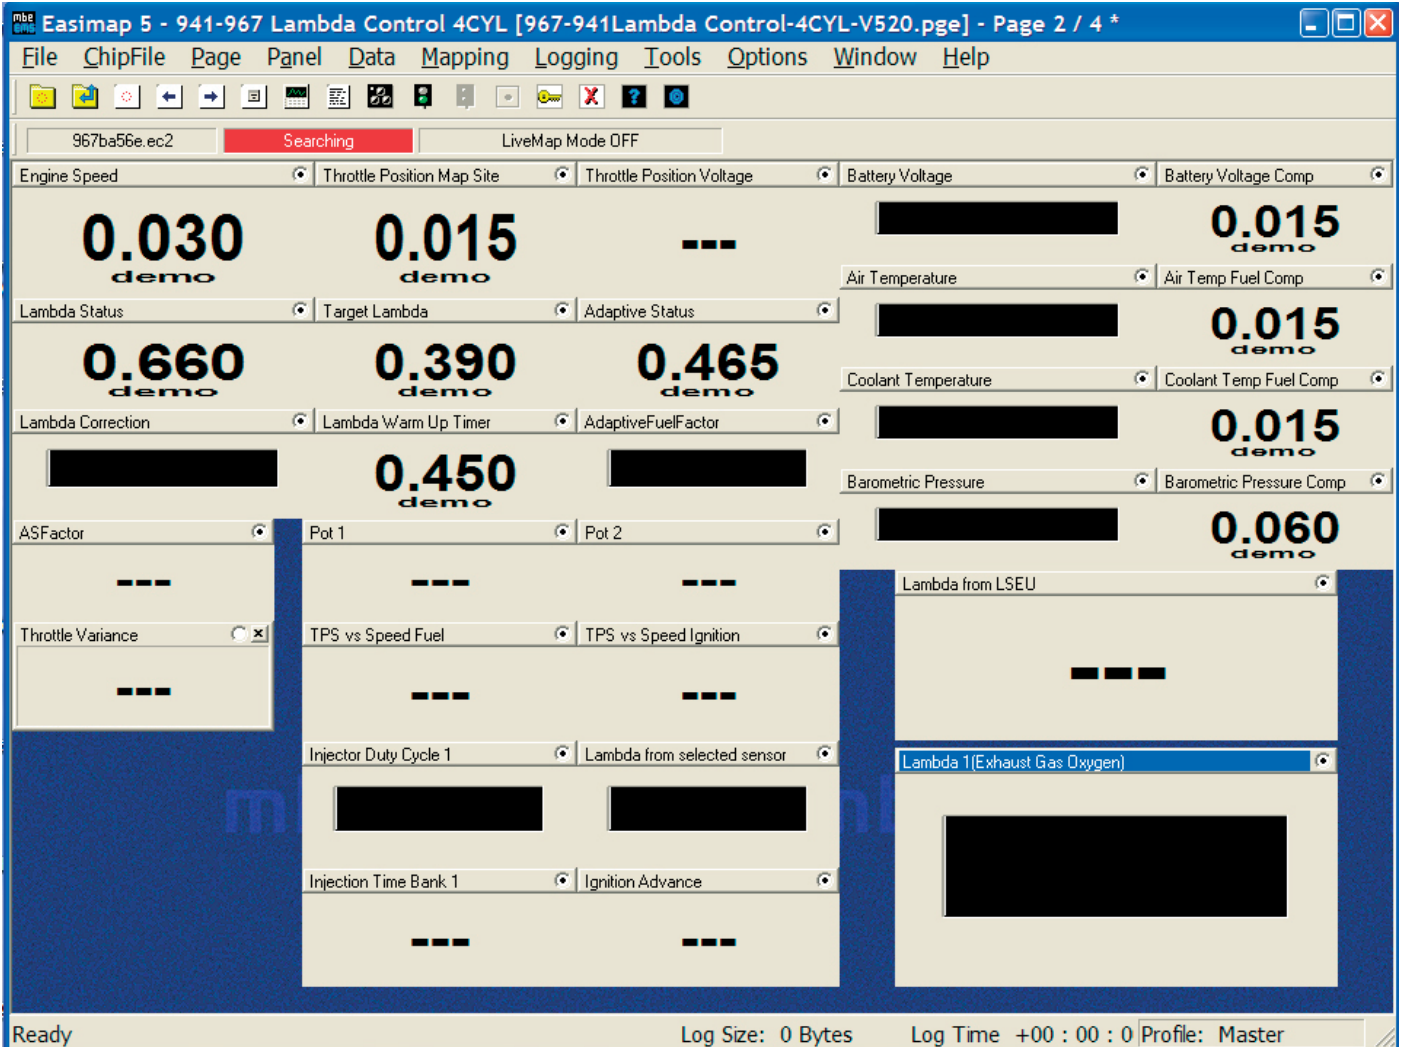 mbe ems Easimap 5 - 941-967 Lambda Control 4CYL [967-941Lambda Control-4CYL-V520.pge] - Page 2 / 4 *
File ChipFile Page Panel Data Mapping Logging Tools Options Window Help
967ba56e.ec2 Searching LiveMap Mode OFF
Engine Speed Throttle Position Map Site Throttle Position Voltage Battery Voltage Battery Voltage Comp
0.030 0.015 --- 0.015
demo demo demo
Air Temperature Air Temp Fuel Comp
Lambda Status Target Lambda Adaptive Status
0.660 0.390 0.465 0.015
demo demo demo demo
Coolant Temperature Coolant Temp Fuel Comp
Lambda Correction Lambda Warm Up Timer AdaptiveFuelFactor
0.450 0.015
demo demo
Barometric Pressure Barometric Pressure Comp
ASFactor Pot 1 Pot 2
0.060
demo
--- --- ---
Lambda from LSEU
Throttle Variance TPS vs Speed Fuel TPS vs Speed Ignition
--- --- --- ---
Injector Duty Cycle 1 Lambda from selected sensor Lambda 1(Exhaust Gas Oxygen)
Injection Time Bank 1 Ignition Advance
--- ---
Ready Log Size: 0 Bytes Log Time +00 : 00 : 0 Profile: Master